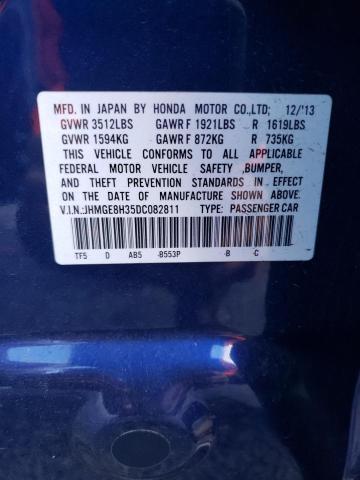 MFD. IN JAPAN BY HONDA MOTOR CO.,LTD; 12/'13
GVWR 3512LBS GAWR F 1921LBS R 1619LBS
GVWR 1594KG GAWR F 872KG R 735KG
THIS VEHICLE CONFORMS TO ALL APPLICABLE
FEDERAL MOTOR VEHICLE SAFETY ,BUMPER,
AND THEFT PREVENTION STANDARDS IN EFFECT
ON THE DATE OF MANUFACTURE SHOWN ABOVE.
V.I.N.:JHMGE8H35DC082811 TYPE: PASSENGER CAR
TF5 D AB5 -B553P -B -C